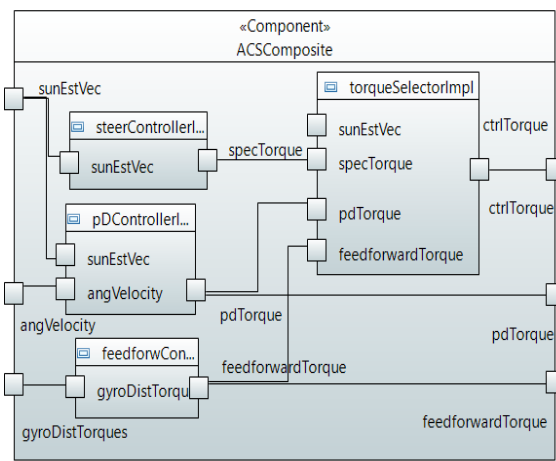 «Component»
ACSComposite
sunEstVec
steerControllerI...
sunEstVec
specTorque
torqueSelectorImpl
sunEstVec
specTorque
pdTorque
feedforwardTorque
ctrlTorque
ctrlTorque
pDControllerI...
sunEstVec
angVelocity
angVelocity
pdTorque
pdTorque
feedforwCon...
gyroDistTorqu
feedforwardTorque
gyroDistTorques
feedforwardTorque